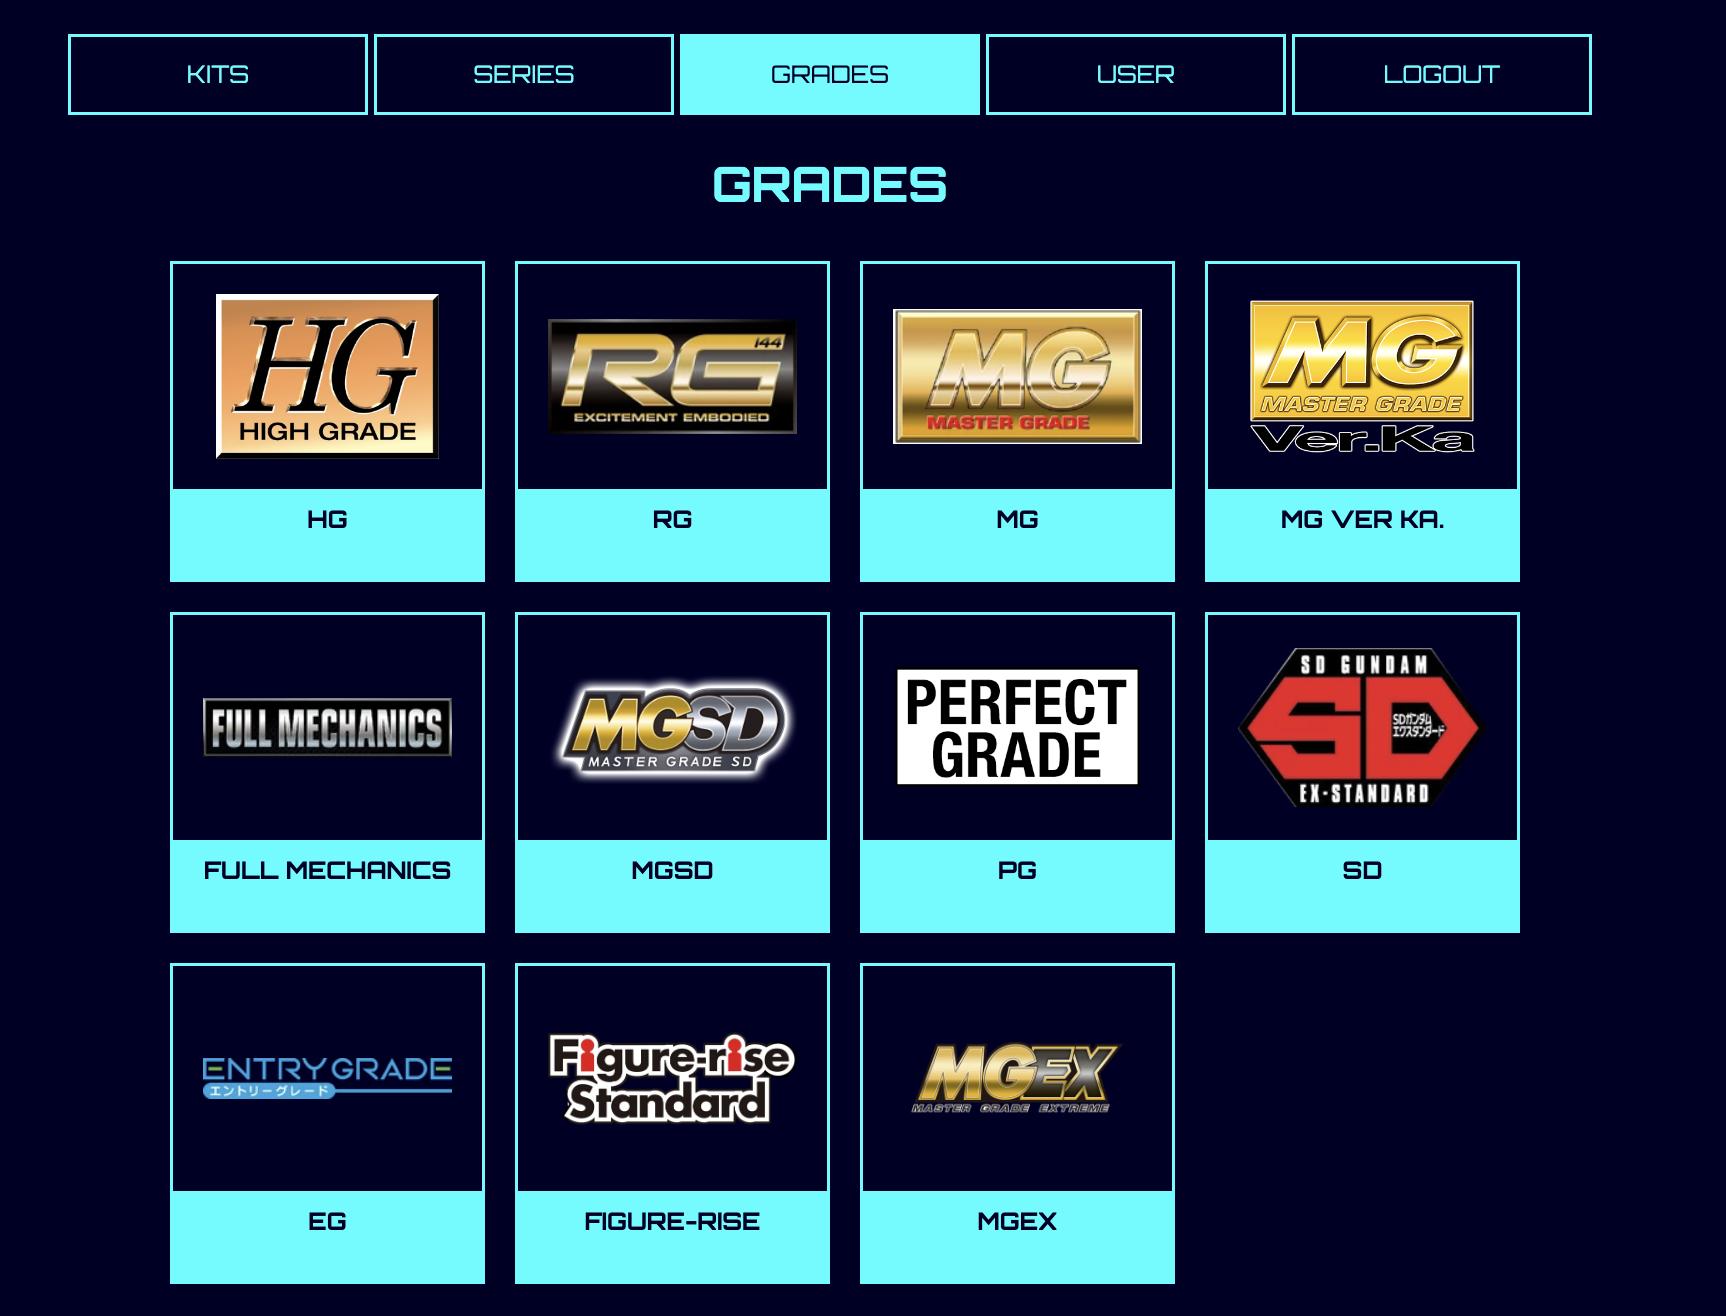 KITS
SERIES
GRADES
USER
LOGOUT
GRADES
HG
HIGH GRADE
HG
RG
144
EXCITEMENT EMBODIED
RG
MG
MASTER GRADE
MG
MG
MASTER GRADE
Ver.Ka
MG VER KA.
FULL MECHANICS
FULL MECHANICS
MGSD
MASTER GRADE SD
MGSD
PERFECT
GRADE
PG
SD GUNDAM
SD
SDガンダム
エクスタンダード
EX-STANDARD
SD
ENTRY GRADE
エントリーグレード
EG
Figure-rise
Standard
FIGURE-RISE
MGEX
MASTER GRADE EXTREME
MGEX